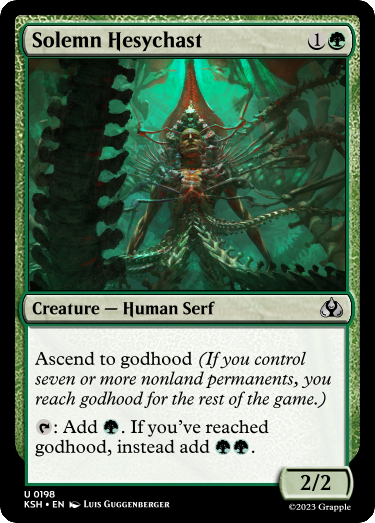 Solemn Hesychast 1
Creature — Human Serf
Ascend to godhood (If you control
seven or more nonland permanents, you
reach godhood for the rest of the game.)
: Add . If you've reached
godhood, instead add .
2/2
U 0198
KSH • EN Luis Guggenberger
©2023 Grapple